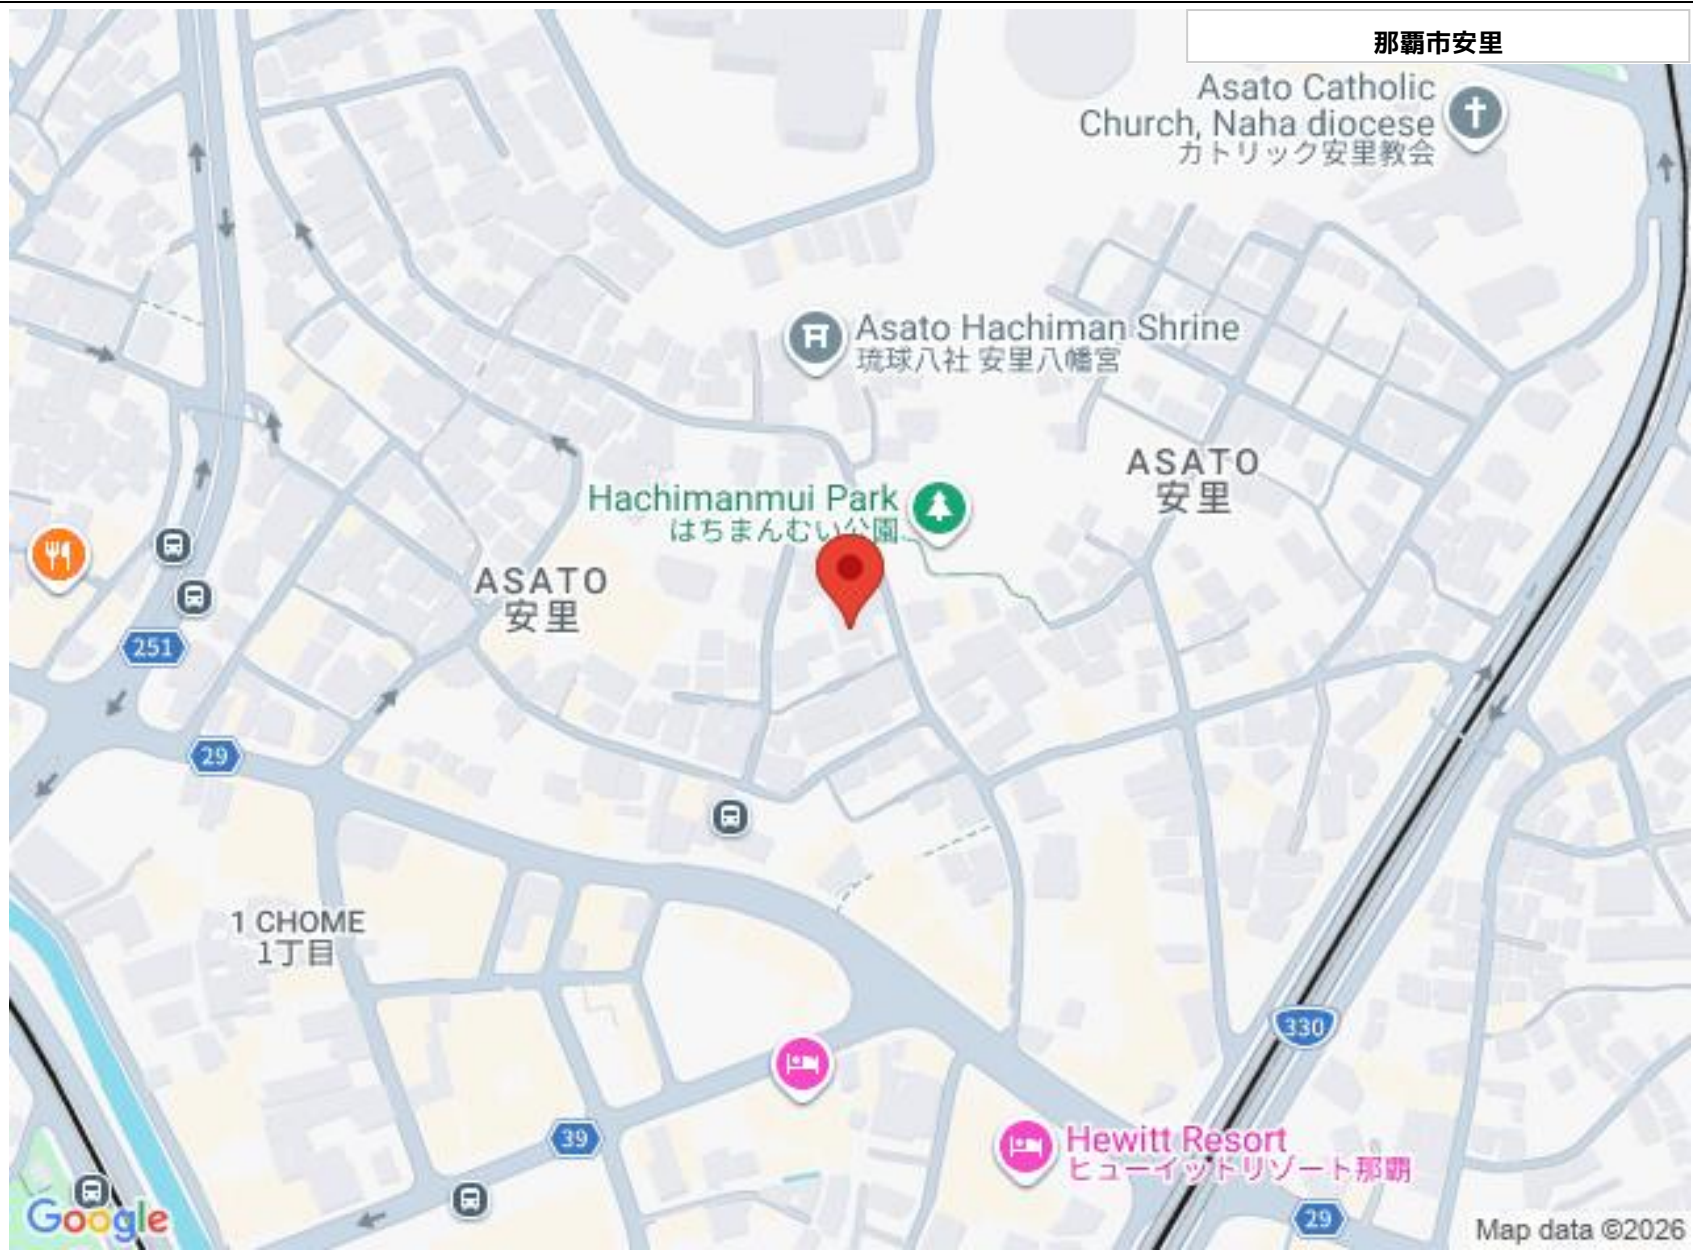 那覇市安里
Asato Catholic
Church, Naha diocese
カトリック安里教会
Asato Hachiman Shrine
琉球八社 安里八幡宮
ASATO
安里
Hachimanmui Park
はちまんむい公園
ASATO
安里
251
29
1 CHOME
1丁目
330
39
Hewitt Resort
ヒューイットリゾート那覇
29
Google
Map data ©2026